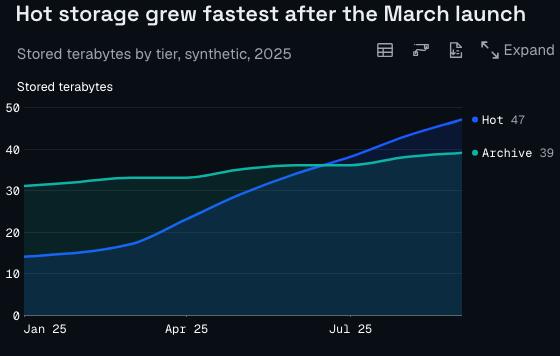 Hot storage grew fastest after the March launch
Stored terabytes by tier, synthetic, 2025
Expand
Stored terabytes
50
40
30
20
10
0
Hot 47
Archive 39
Jan 25 Apr 25 Jul 25